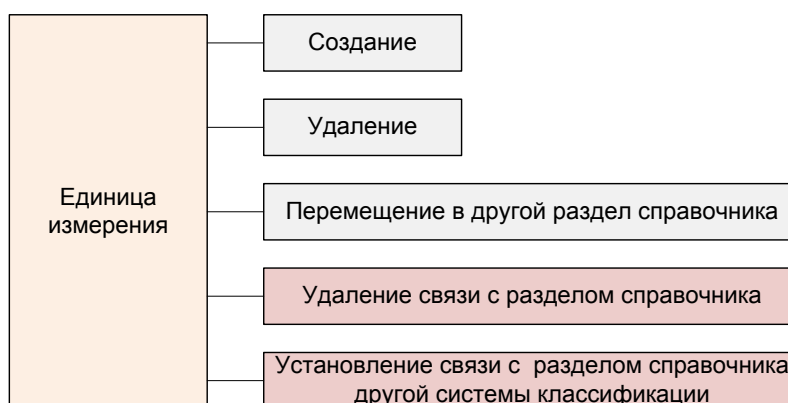 Создание
Удаление
Единица
измерения
Перемещение в другой раздел справочника
Удаление связи с разделом справочника
Установление связи с  разделом справочника
другой системы классификации